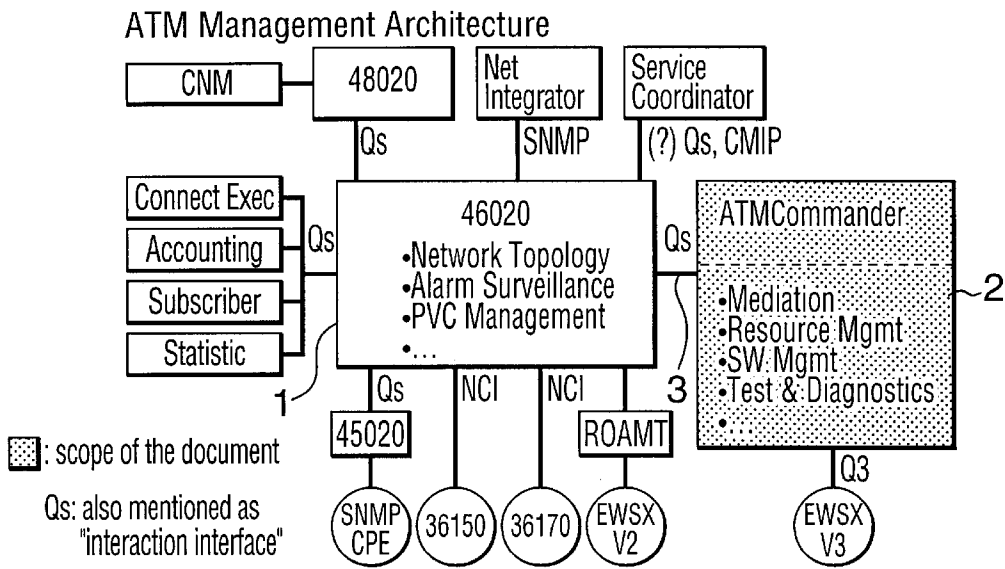 ATM Management Architecture
CNM
48020
Net
Integrator
Service
Coordinator
Qs
SNMP
(?) Qs, CMIP
Connect Exec
Accounting
Subscriber
Statistic
Qs
46020
•Network Topology
•Alarm Surveillance
•PVC Management
•...
Qs
ATMCommander
•Mediation
•Resource Mgmt
•SW Mgmt
•Test & Diagnostics
•...
1
2
3
Qs
NCI
NCI
45020
ROAMT
Q3
SNMP
CPE
36150
36170
EWSX
V2
EWSX
V3
: scope of the document
Qs: also mentioned as
"interaction interface"